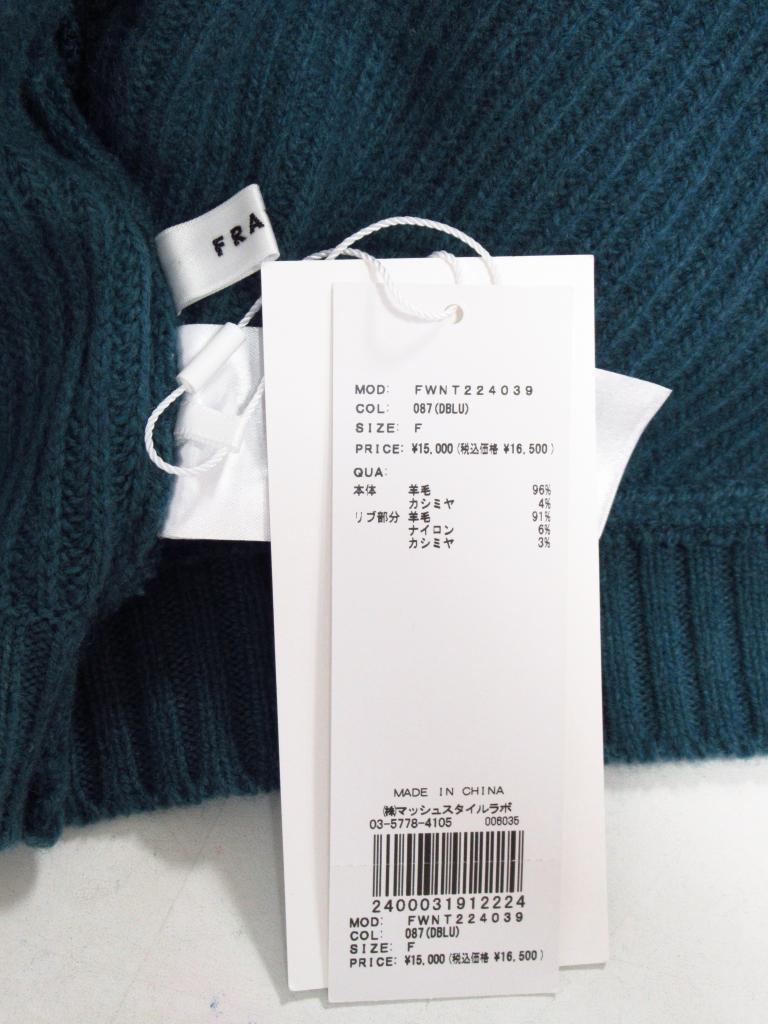 FRA
MOD: FWNT224039
COL: 087(DBLU)
SIZE: F
PRICE: ¥15,000(税込価格 ¥16,500)
QUA:
本体 羊毛 96%
カシミヤ 4%
リブ部分 羊毛 91%
ナイロン 6%
カシミヤ 3%
MADE IN CHINA
㈱マッシュスタイルラボ
03-5778-4105 006035
2400031912224
MOD: FWNT224039
COL: 087(DBLU)
SIZE: F
PRICE: ¥15,000(税込価格 ¥16,500)